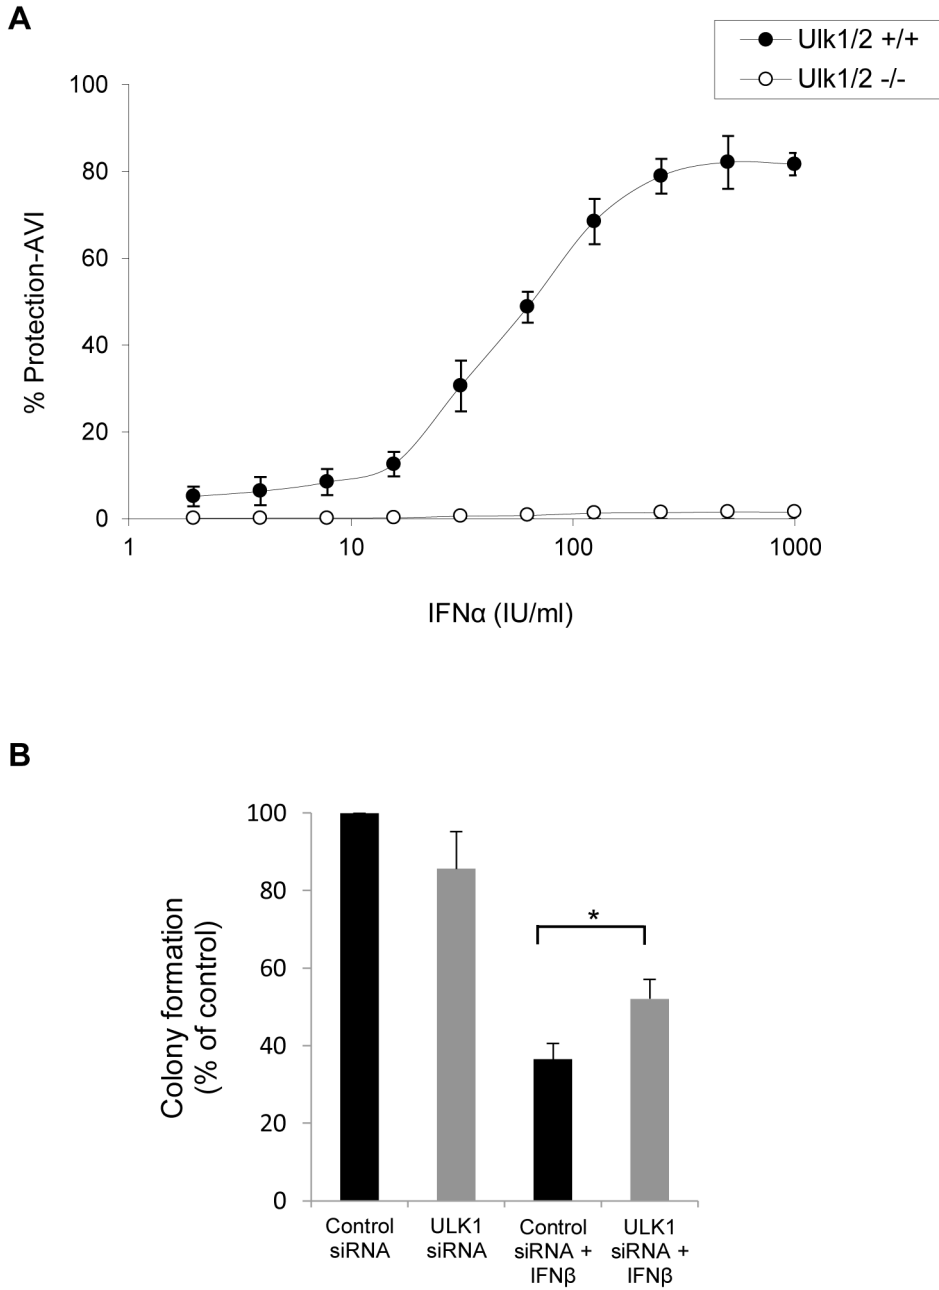 A
Ulk1/2 +/+
Ulk1/2 -/-
100
80
60
40
20
0
% Protection-AVI
1
10
100
1000
IFNα (IU/ml)
B
100
80
60
40
20
0
Colony formation
(% of control)
*
Control
siRNA
ULK1
siRNA
Control
siRNA +
IFNβ
ULK1
siRNA +
IFNβ